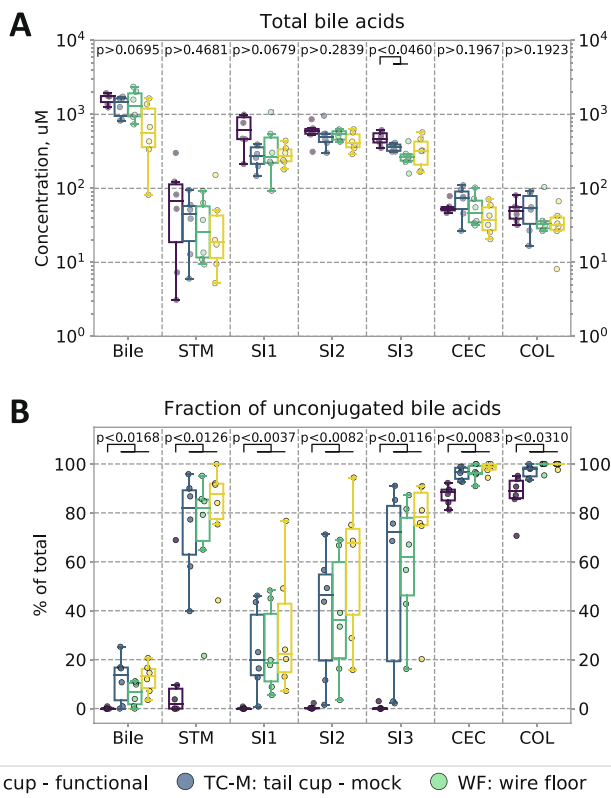 A
Total bile acids
10⁴
10⁴
p>0.0695 p>0.4681 p>0.0679 p>0.2839 p<0.0460 p>0.1967 p>0.1923
10³
10³
Concentration, uM
10²
10²
10¹
10¹
10⁰
10⁰
Bile STM SI1 SI2 SI3 CEC COL
B
Fraction of unconjugated bile acids
p<0.0168 p<0.0126 p<0.0037 p<0.0082 p<0.0116 p<0.0083 p<0.0310
100
100
80
80
% of total
60
60
40
40
20
20
0
0
Bile STM SI1 SI2 SI3 CEC COL
cup - functional TC-M: tail cup - mock WF: wire floor